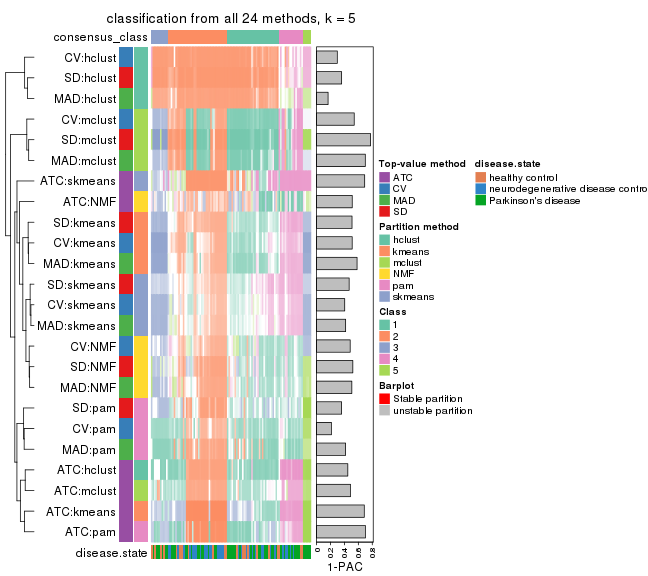 classification from all 24 methods, k = 5
consensus_class
CV:hclust
SD:hclust
MAD:hclust
CV:mclust
SD:mclust
MAD:mclust
ATC:skmeans
ATC:NMF
SD:kmeans
CV:kmeans
MAD:kmeans
SD:skmeans
CV:skmeans
MAD:skmeans
CV:NMF
SD:NMF
MAD:NMF
SD:pam
CV:pam
MAD:pam
ATC:hclust
ATC:mclust
ATC:kmeans
ATC:pam
disease.state
0 0.2 0.4 0.6 0.8
1-PAC
Top-value method
ATC
CV
MAD
SD
Partition method
hclust
kmeans
mclust
NMF
pam
skmeans
Class
1
2
3
4
5
Barplot
Stable partition
unstable partition
disease.state
healthy control
neurodegenerative disease contro
Parkinson's disease